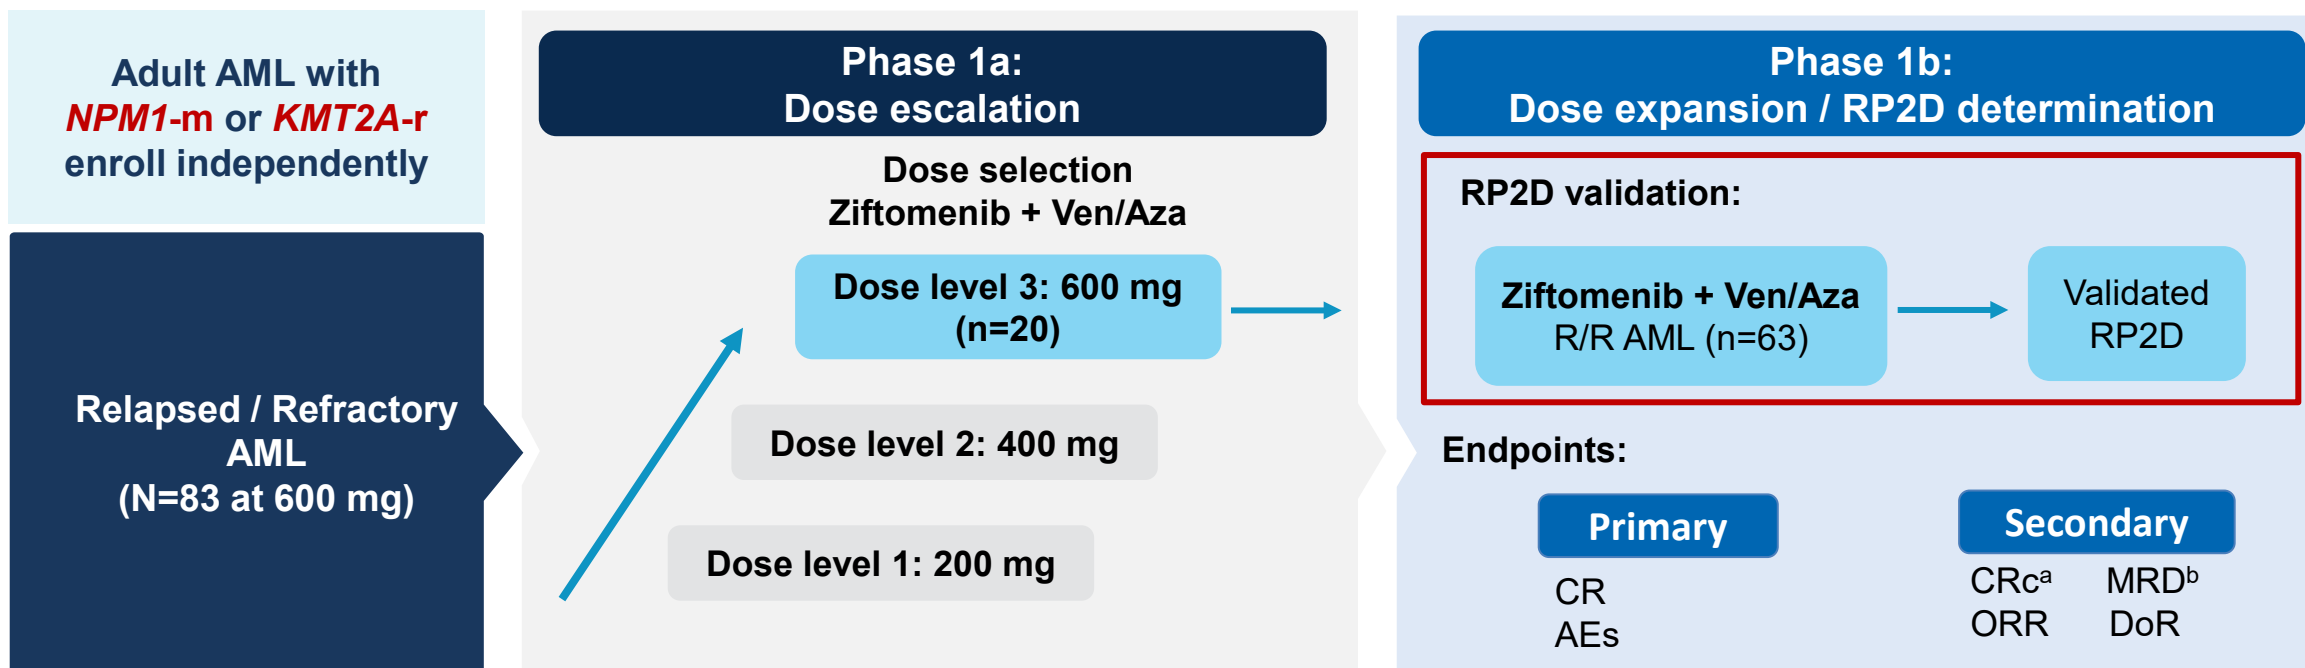 Adult AML with
NPM1-m or KMT2A-r
enroll independently
Relapsed / Refractory
AML
(N=83 at 600 mg)
Phase 1a:
Dose escalation
Dose selection
Ziftomenib + Ven/Aza
Dose level 3: 600 mg
(n=20)
Dose level 2: 400 mg
Dose level 1: 200 mg
Phase 1b:
Dose expansion / RP2D determination
RP2D validation:
Ziftomenib + Ven/Aza
R/R AML (n=63)
Validated
RP2D
Endpoints:
Primary
CR
AEs
Secondary
CRcᵃ MRDᵇ
ORR DoR